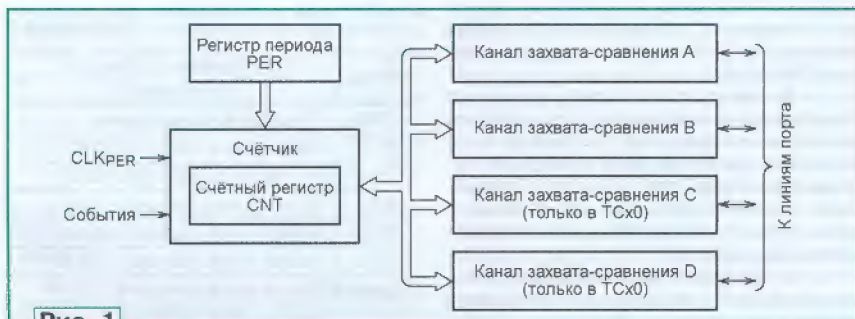 Регистр периода
PER
CLKPER
События
Счётчик
Счётный регистр
CNT
Канал захвата-сравнения A
Канал захвата-сравнения B
Канал захвата-сравнения C
(только в TCx0)
Канал захвата-сравнения D
(только в TCx0)
К линиям порта
Рис. 1